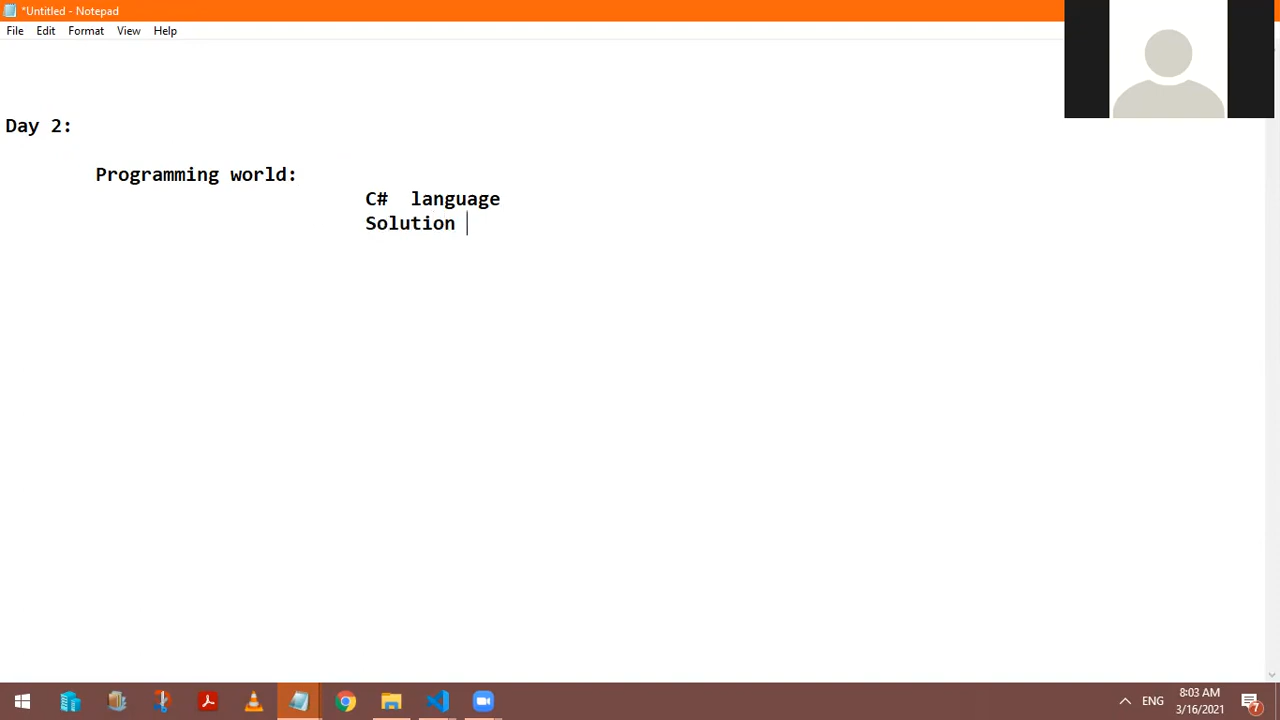 *Untitled - Notepad
File Edit Format View Help
Day 2:
Programming world:
C# language
Solution
ENG
8:03 AM
3/16/2021
7